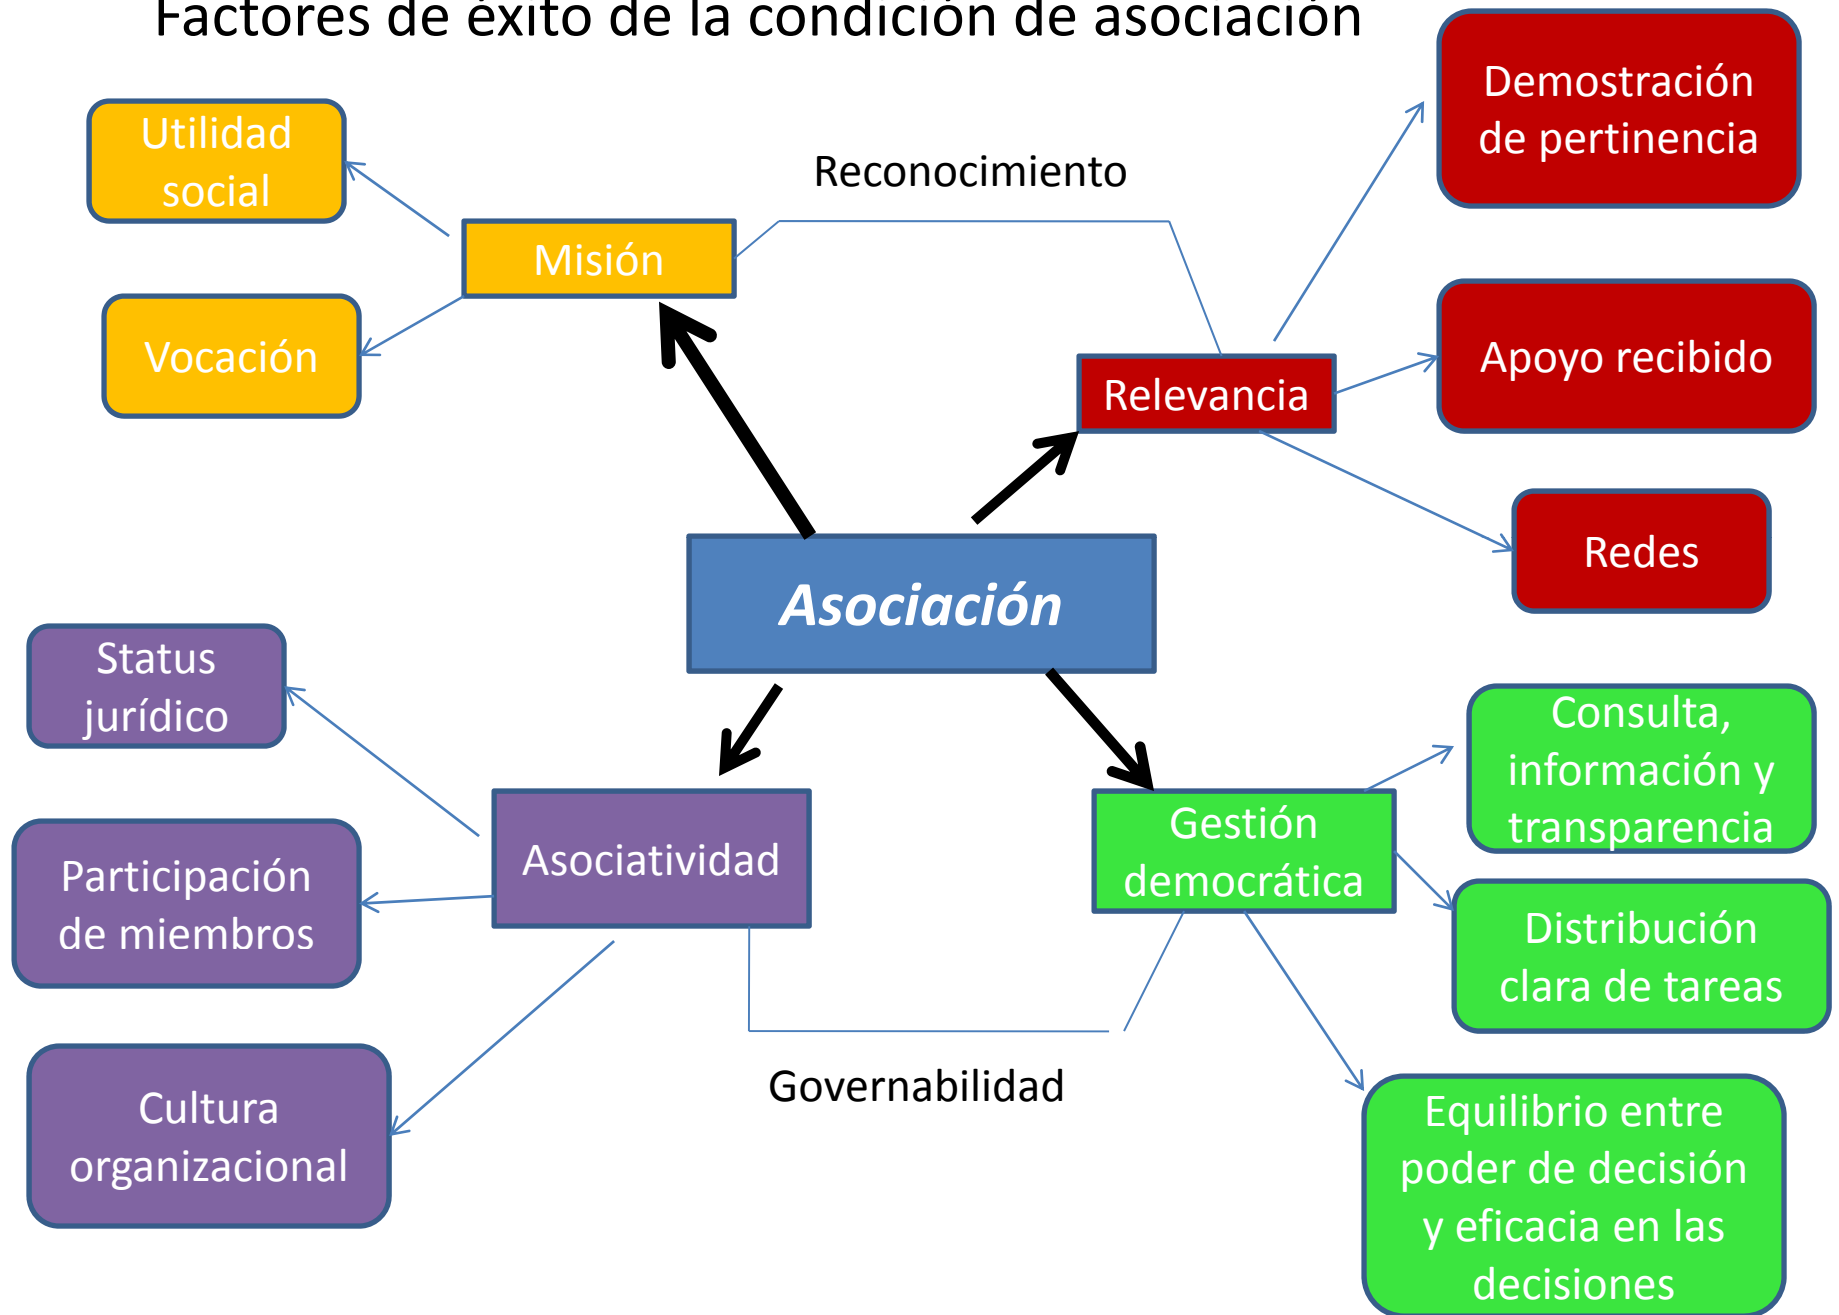 Factores de éxito de la condición de asociación
Utilidad
social
Vocación
Misión
Reconocimiento
Relevancia
Demostración
de pertinencia
Apoyo recibido
Redes
Asociación
Status
jurídico
Participación
de miembros
Cultura
organizacional
Asociatividad
Governabilidad
Gestión
democrática
Consulta,
información y
transparencia
Distribución
clara de tareas
Equilibrio entre
poder de decisión
y eficacia en las
decisiones